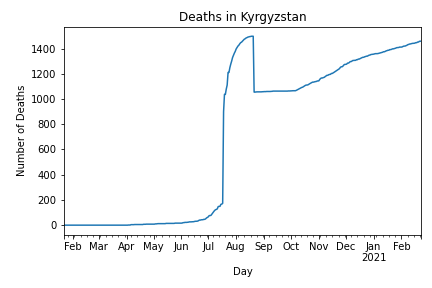 Deaths in Kyrgyzstan
1400
1200
1000
800
600
400
200
0
Number of Deaths
Feb Mar Apr May Jun Jul Aug Sep Oct Nov Dec Jan Feb
2021
Day